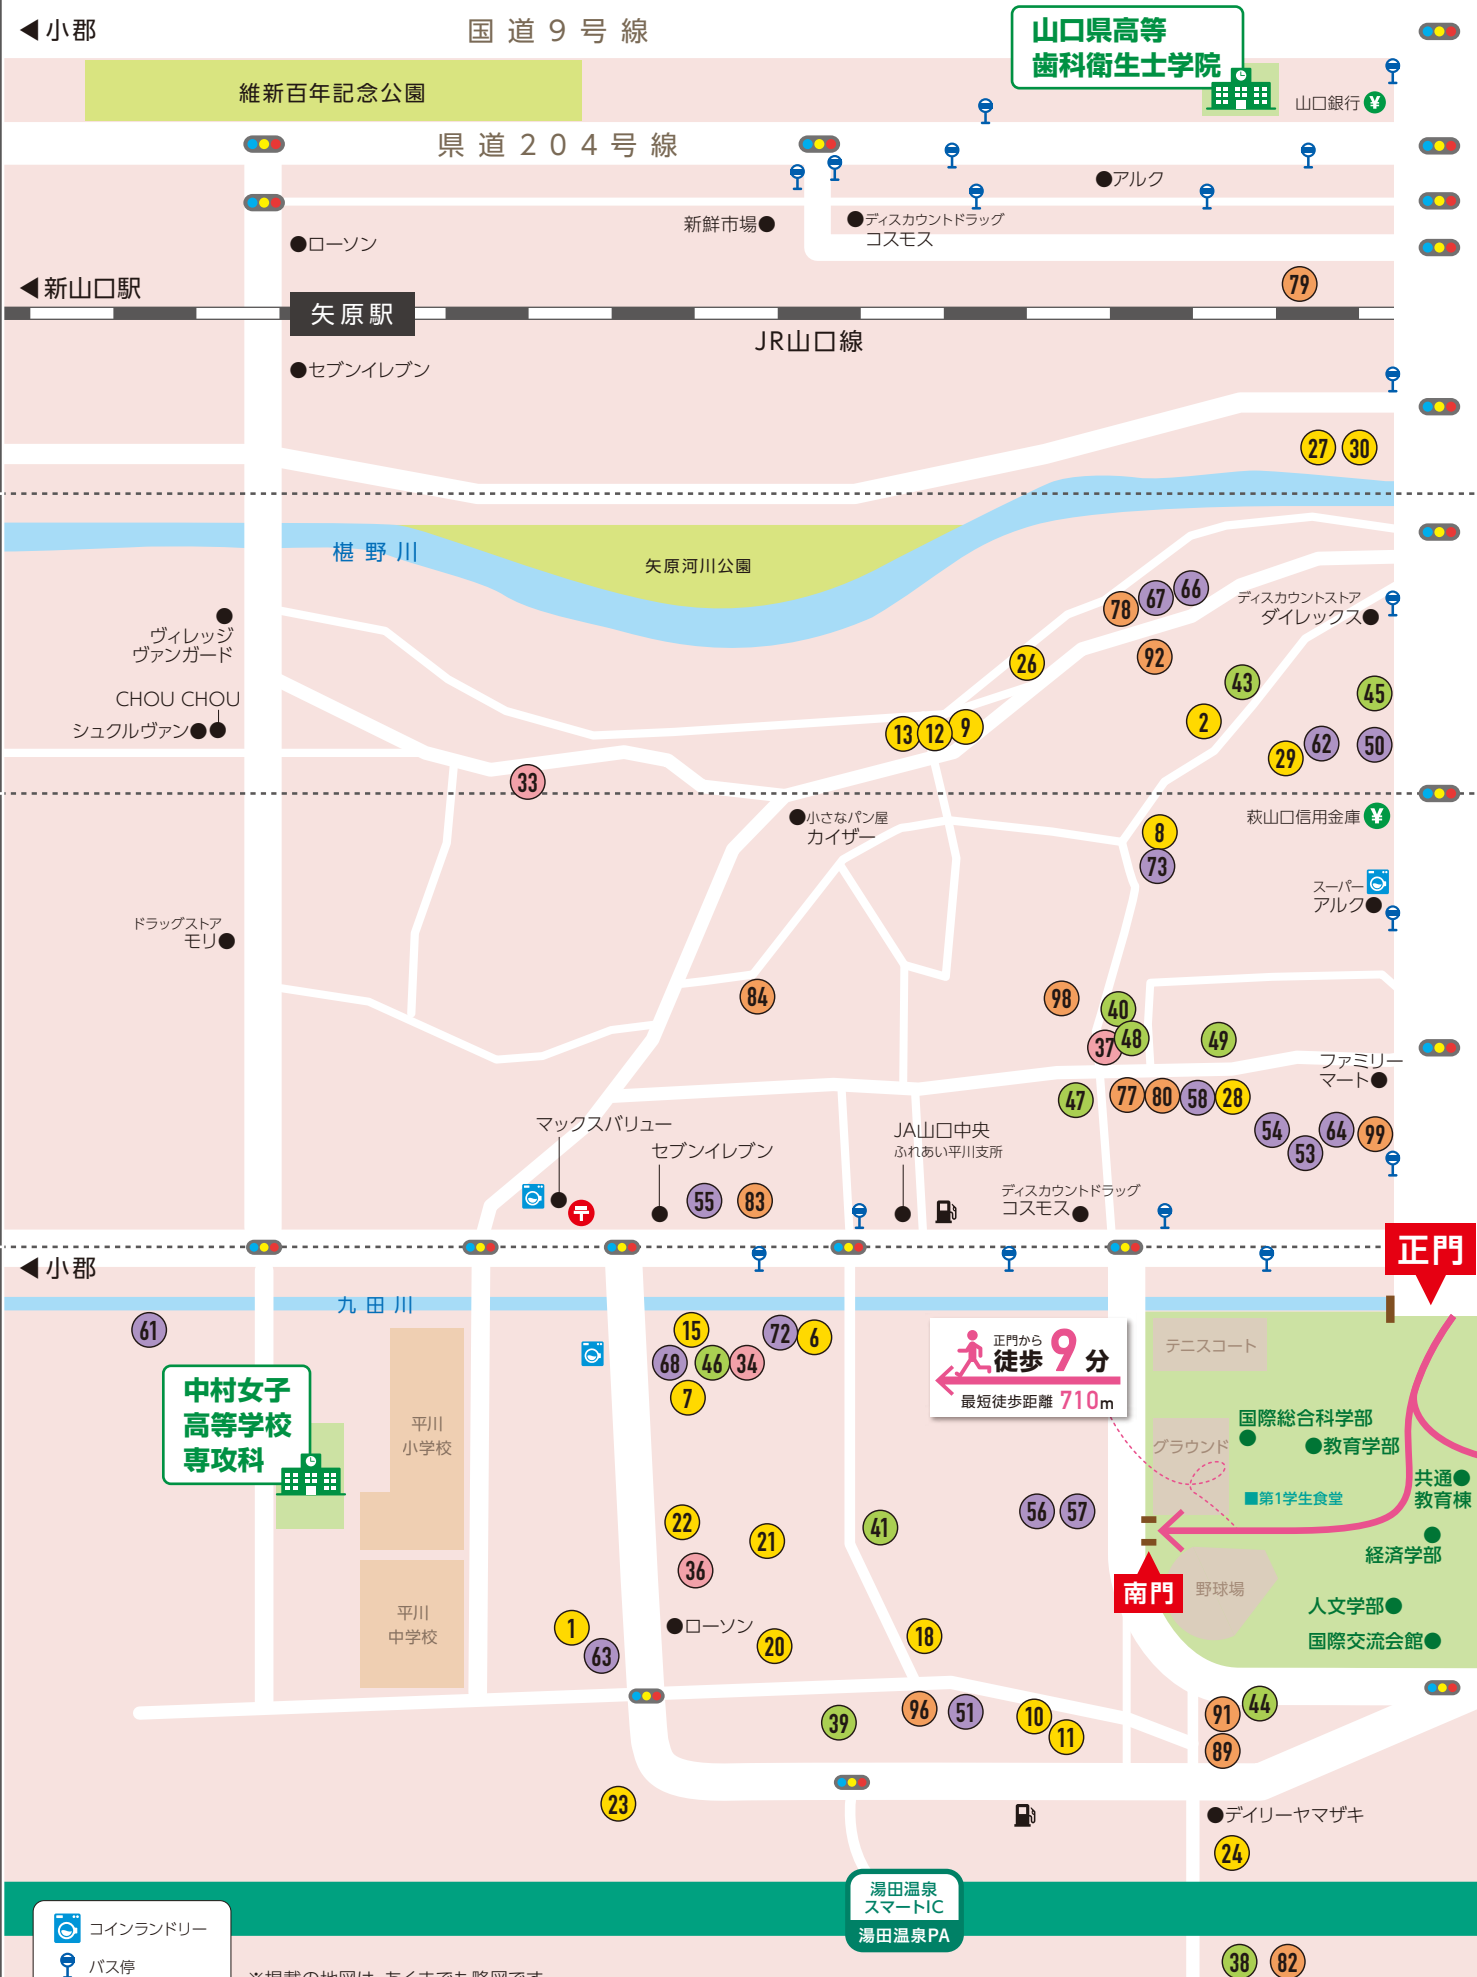 ◀小郡
国道9号線
山口県高等
歯科衛生士学院
維新百年記念公園
山口銀行
¥
県道204号線
●アルク
新鮮市場●
●ディスカウントドラッグ
コスモス
●ローソン
◀新山口駅
79
矢原駅
JR山口線
●セブンイレブン
27
30
椹野川
矢原河川公園
66
67
78
ディスカウントストア
ダイレックス●
ヴィレッジ
ヴァンガード
26
92
43
45
CHOU CHOU
シュクルヴァン●●
13
12
9
2
29
62
50
33
●小さなパン屋
カイザー
萩山口信用金庫
¥
8
73
スーパー
アルク●
ドラッグストア
モリ●
84
98
40
37
48
49
ファミリー
マート●
47
77
80
58
28
マックスバリュー
セブンイレブン
JA山口中央
ふれあい平川支所
54
53
64
99
55
83
ディスカウントドラッグ
コスモス●
〒
正門
◀小郡
九田川
61
15
72
6
68
46
34
7
正門から
徒歩9分
最短徒歩距離 710m
テニスコート
中村女子
高等学校
専攻科
平川
小学校
国際総合科学部
●教育学部
グラウンド
共通●
教育棟
■第1学生食堂
22
21
41
56
57
経済学部
36
南門
野球場
平川
中学校
人文学部●
国際交流会館●
1
63
●ローソン
20
18
39
96
51
10
11
91
44
89
23
●デイリーヤマザキ
24
湯田温泉
スマートIC
湯田温泉PA
コインランドリー
バス停
38
82
※掲載の地図は、あくまでも略図です。